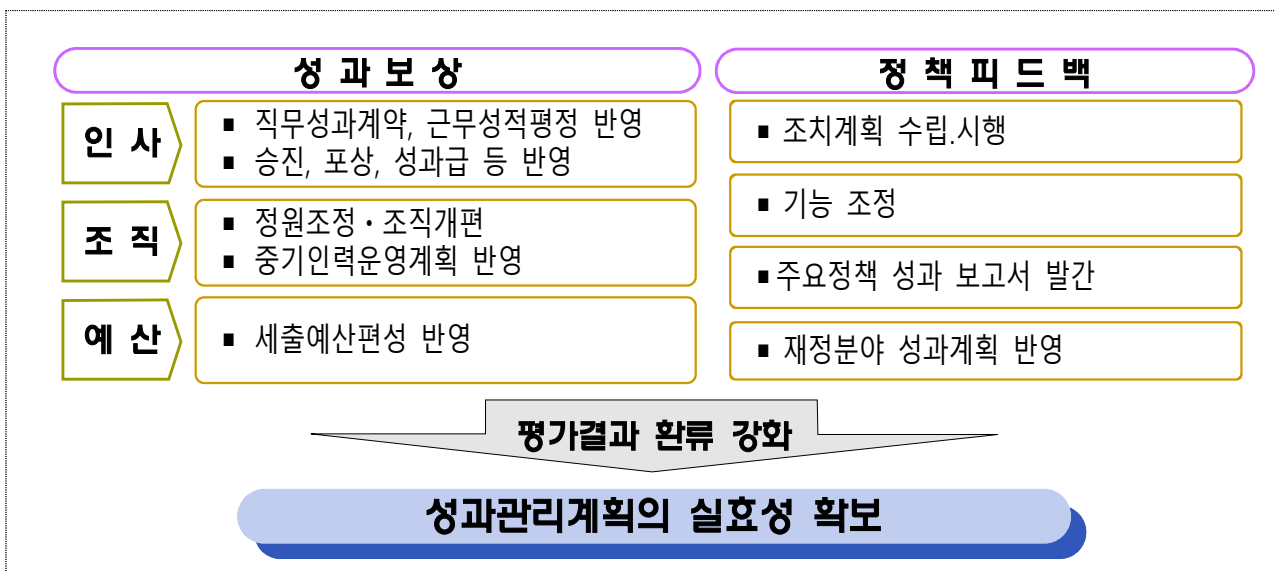 성 과 보 상
인 사
▪ 직무성과계약, 근무성적평정 반영
▪ 승진, 포상, 성과급 등 반영
조 직
▪ 정원조정・조직개편
▪ 중기인력운영계획 반영
예 산
▪ 세출예산편성 반영
정 책 피 드 백
▪ 조치계획 수립.시행
▪ 기능 조정
▪ 주요정책 성과 보고서 발간
▪ 재정분야 성과계획 반영
평가결과 환류 강화
성과관리계획의 실효성 확보